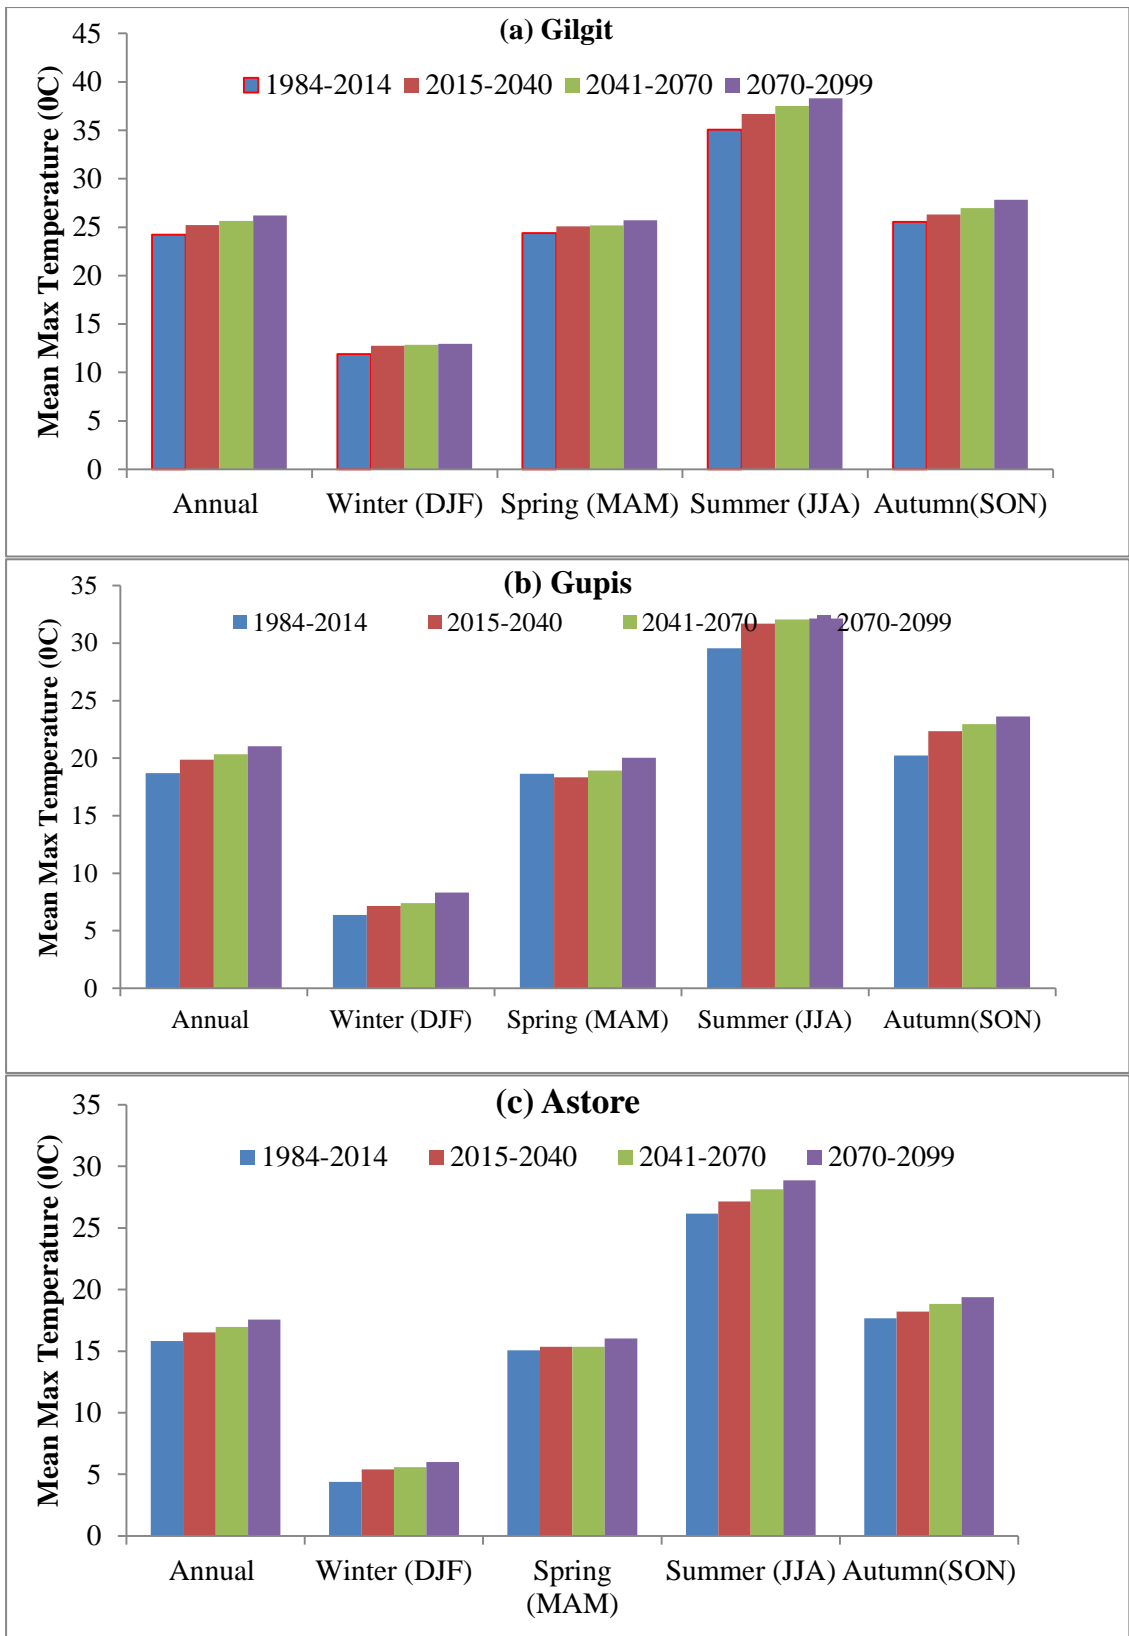 (a) Gilgit
1984-2014 2015-2040 2041-2070 2070-2099
Mean Max Temperature (0C)
45
40
35
30
25
20
15
10
5
0
Annual Winter (DJF) Spring (MAM) Summer (JJA) Autumn(SON)
(b) Gupis
1984-2014 2015-2040 2041-2070 2070-2099
Mean Max Temperature (0C)
35
30
25
20
15
10
5
0
Annual Winter (DJF) Spring (MAM) Summer (JJA) Autumn(SON)
(c) Astore
1984-2014 2015-2040 2041-2070 2070-2099
Mean Max Temperature (0C)
35
30
25
20
15
10
5
0
Annual Winter (DJF) Spring Summer (JJA) Autumn(SON)
(MAM)